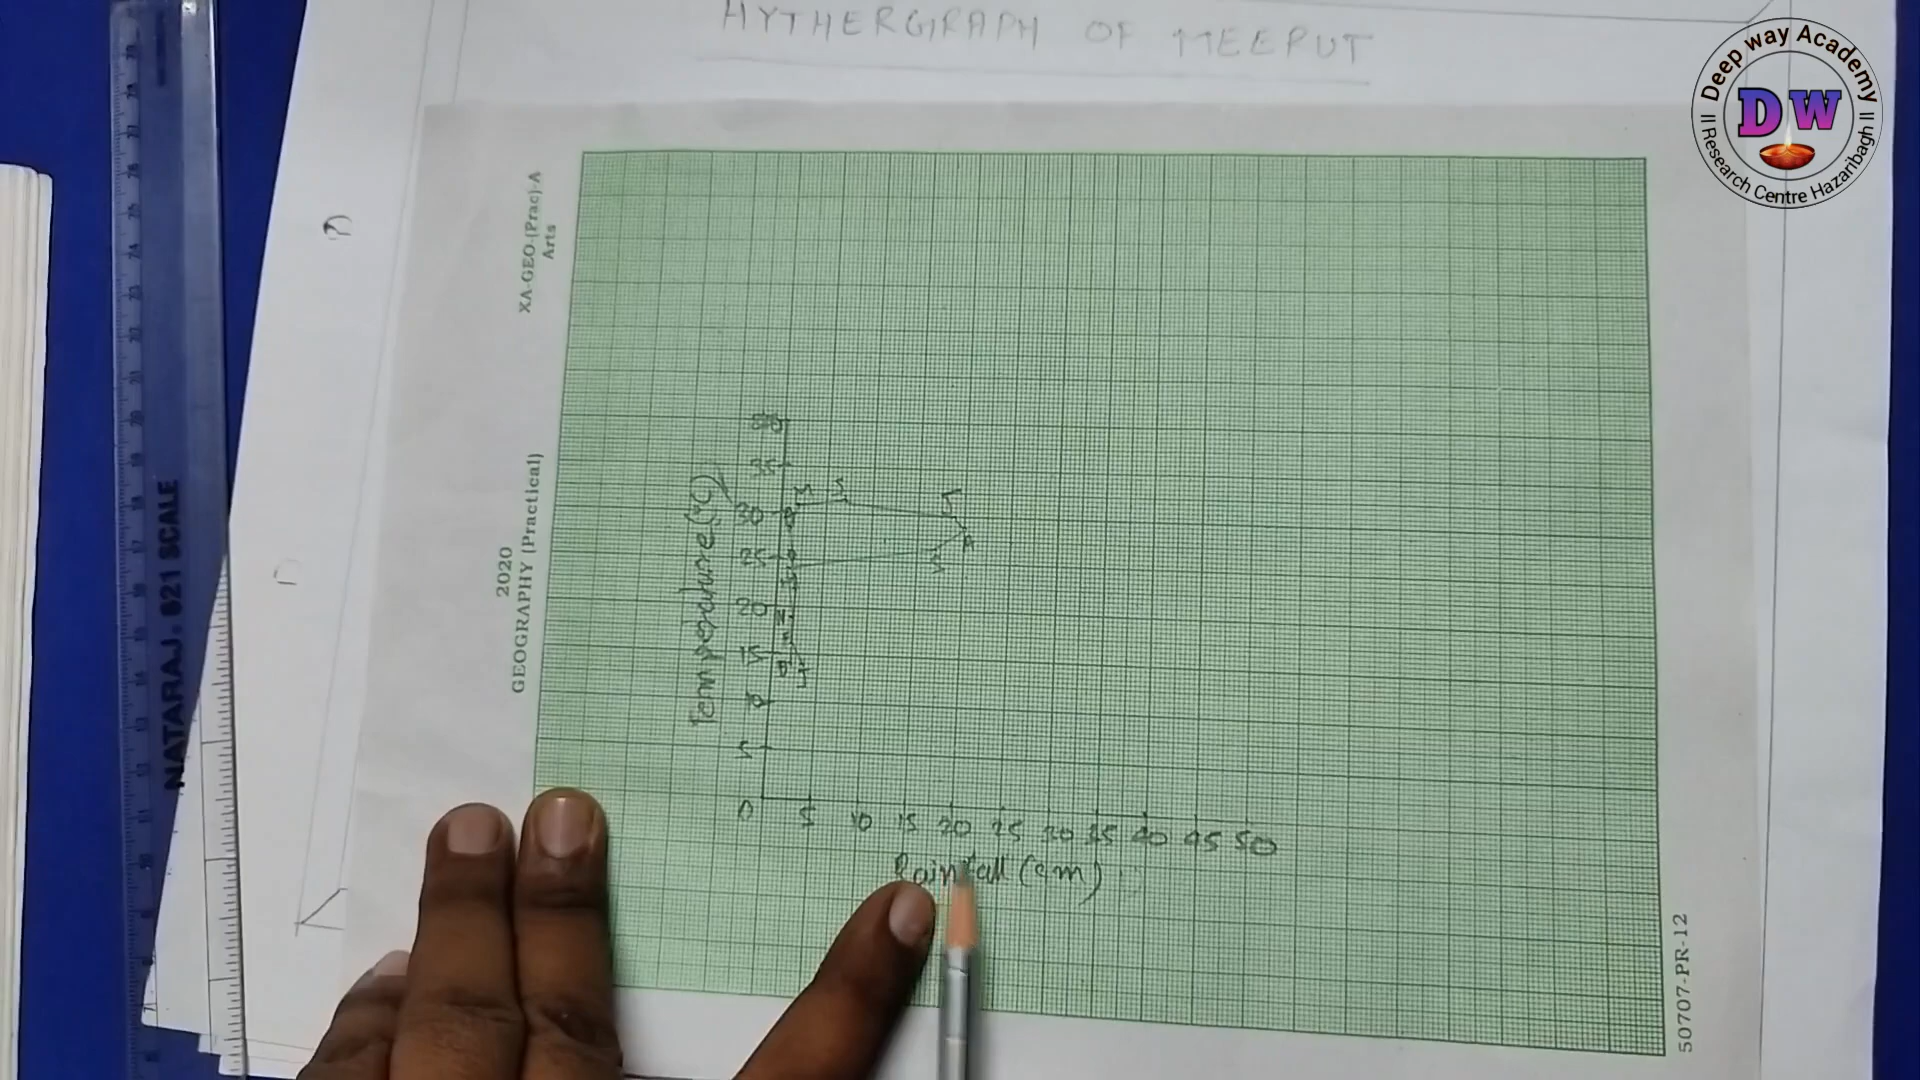 HYTHERGRAPH OF MEERUT
Deep way Academy
DW
॥ Research Centre Hazaribagh ॥
XA-GEO-(Prac)-A
Arts
2020
GEOGRAPHY (Practical)
NATARAJ. 621 SCALE
Temperature (°C)
35
30
25
20
15
10
5
0 5 10 15 20 25 30 35 40 45 50
Rainfall (cm)
J
A
S
M
50707-PR-12